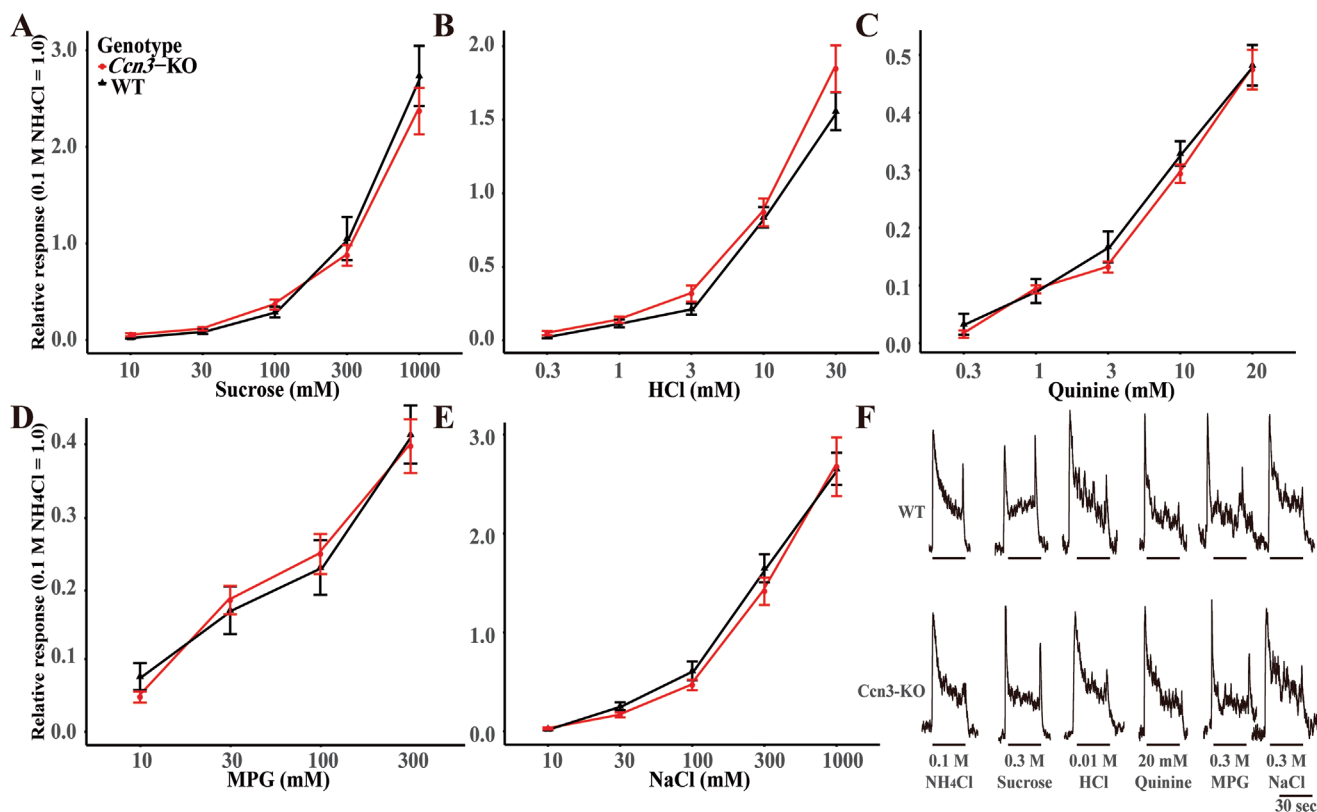 A
Genotype
Ccn3-KO
WT
Relative response (0.1 M NH4Cl = 1.0)
3.0
2.0
1.0
0.0
10 30 100 300 1000
Sucrose (mM)
B
2.0
1.5
1.0
0.5
0.0
0.3 1 3 10 30
HCl (mM)
C
0.5
0.4
0.3
0.2
0.1
0.0
0.3 1 3 10 20
Quinine (mM)
D
Relative response (0.1 M NH4Cl = 1.0)
0.4
0.3
0.2
0.1
0.0
10 30 100 300
MPG (mM)
E
3.0
2.0
1.0
0.0
10 30 100 300 1000
NaCl (mM)
F
WT
Ccn3-KO
0.1 M 0.3 M 0.01 M 20 mM 0.3 M 0.3 M
NH4Cl Sucrose HCl Quinine MPG NaCl
30 sec